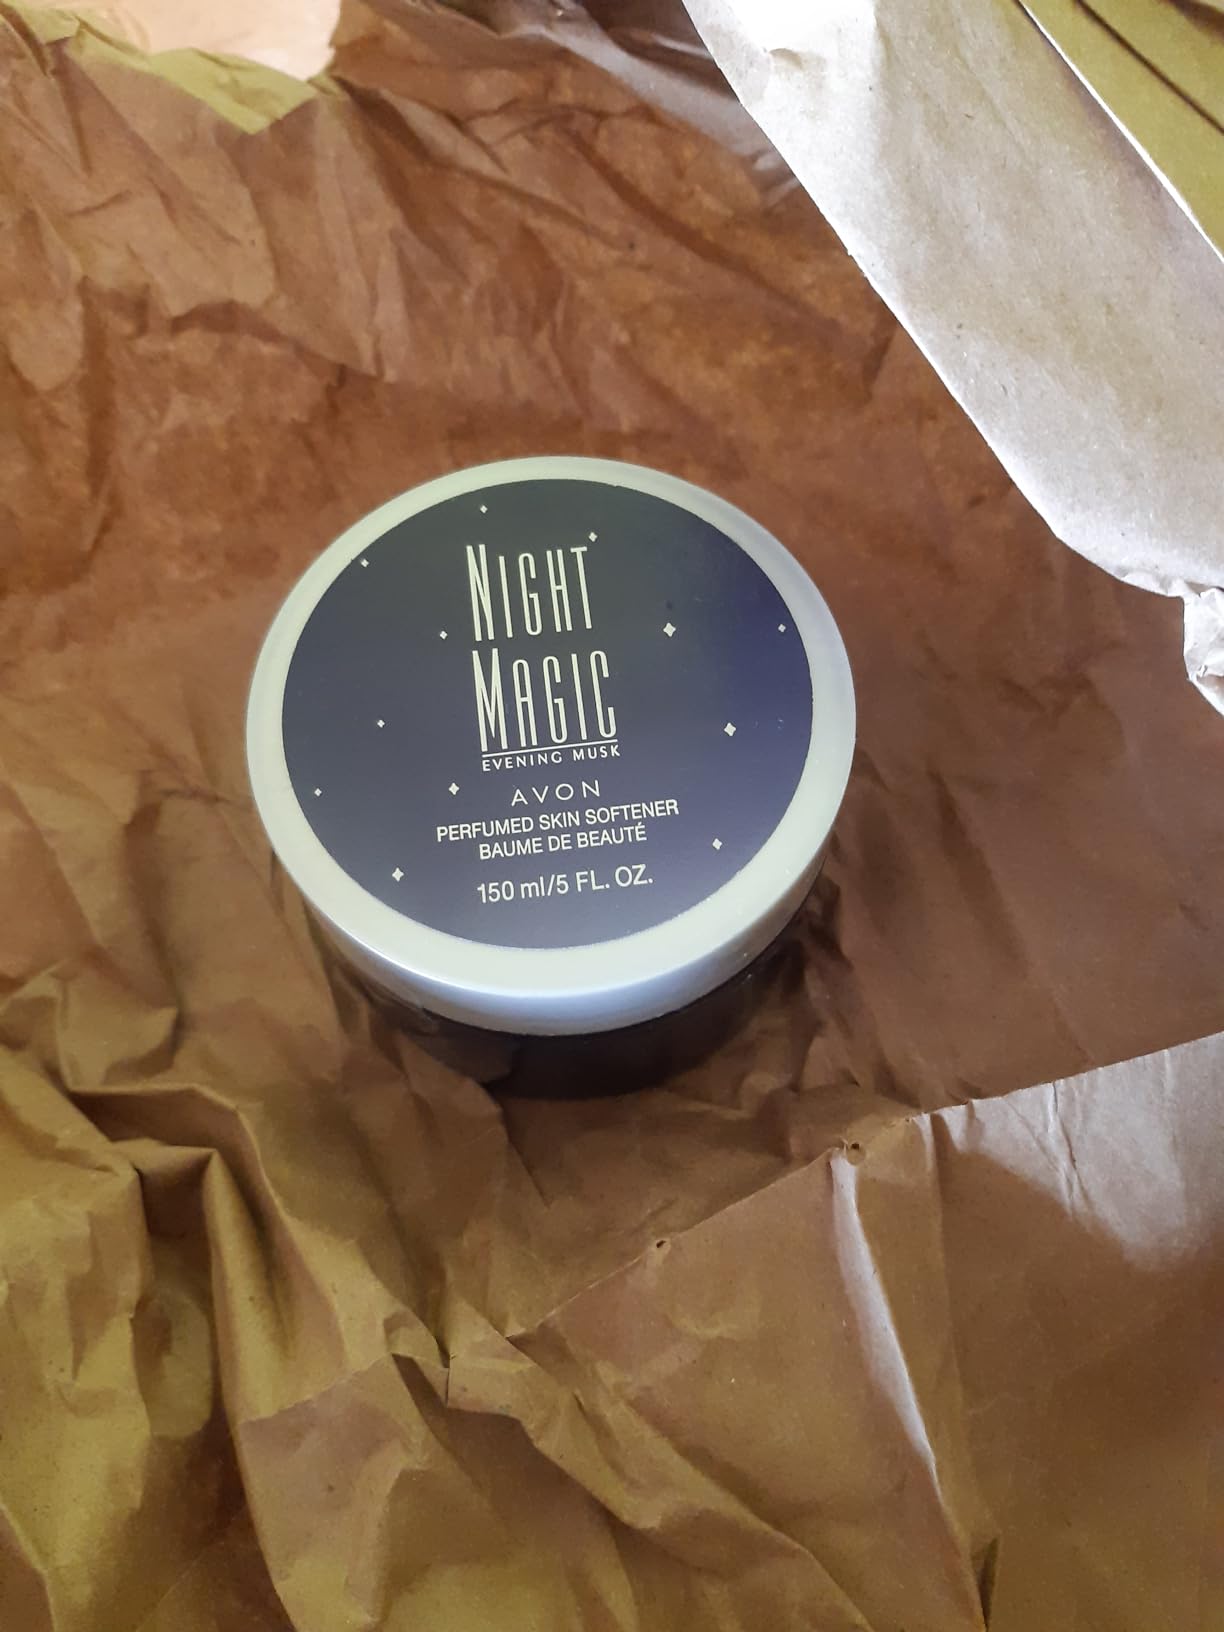 NIGHT
MAGIC
EVENING MUSK
AVON
PERFUMED SKIN SOFTENER
BAUME DE BEAUTÉ
150 ml/5 FL. OZ.